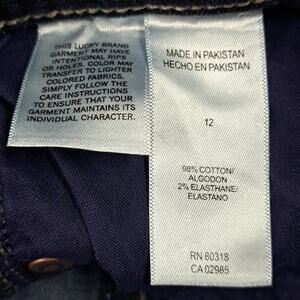 THIS LUCKY BRAND
GARMENT MAY HAVE
INTENTIONAL RIPS
OR HOLES. COLOR MAY
TRANSFER TO LIGHTER
COLORED FABRICS.
SIMPLY FOLLOW THE
CARE INSTRUCTIONS
TO ENSURE THAT YOUR
GARMENT MAINTAINS ITS
INDIVIDUAL CHARACTER.
MADE IN PAKISTAN
HECHO EN PAKISTAN
12
98% COTTON/
ALGODON
2% ELASTHANE/
ELASTANO
RN 80318
CA 02985